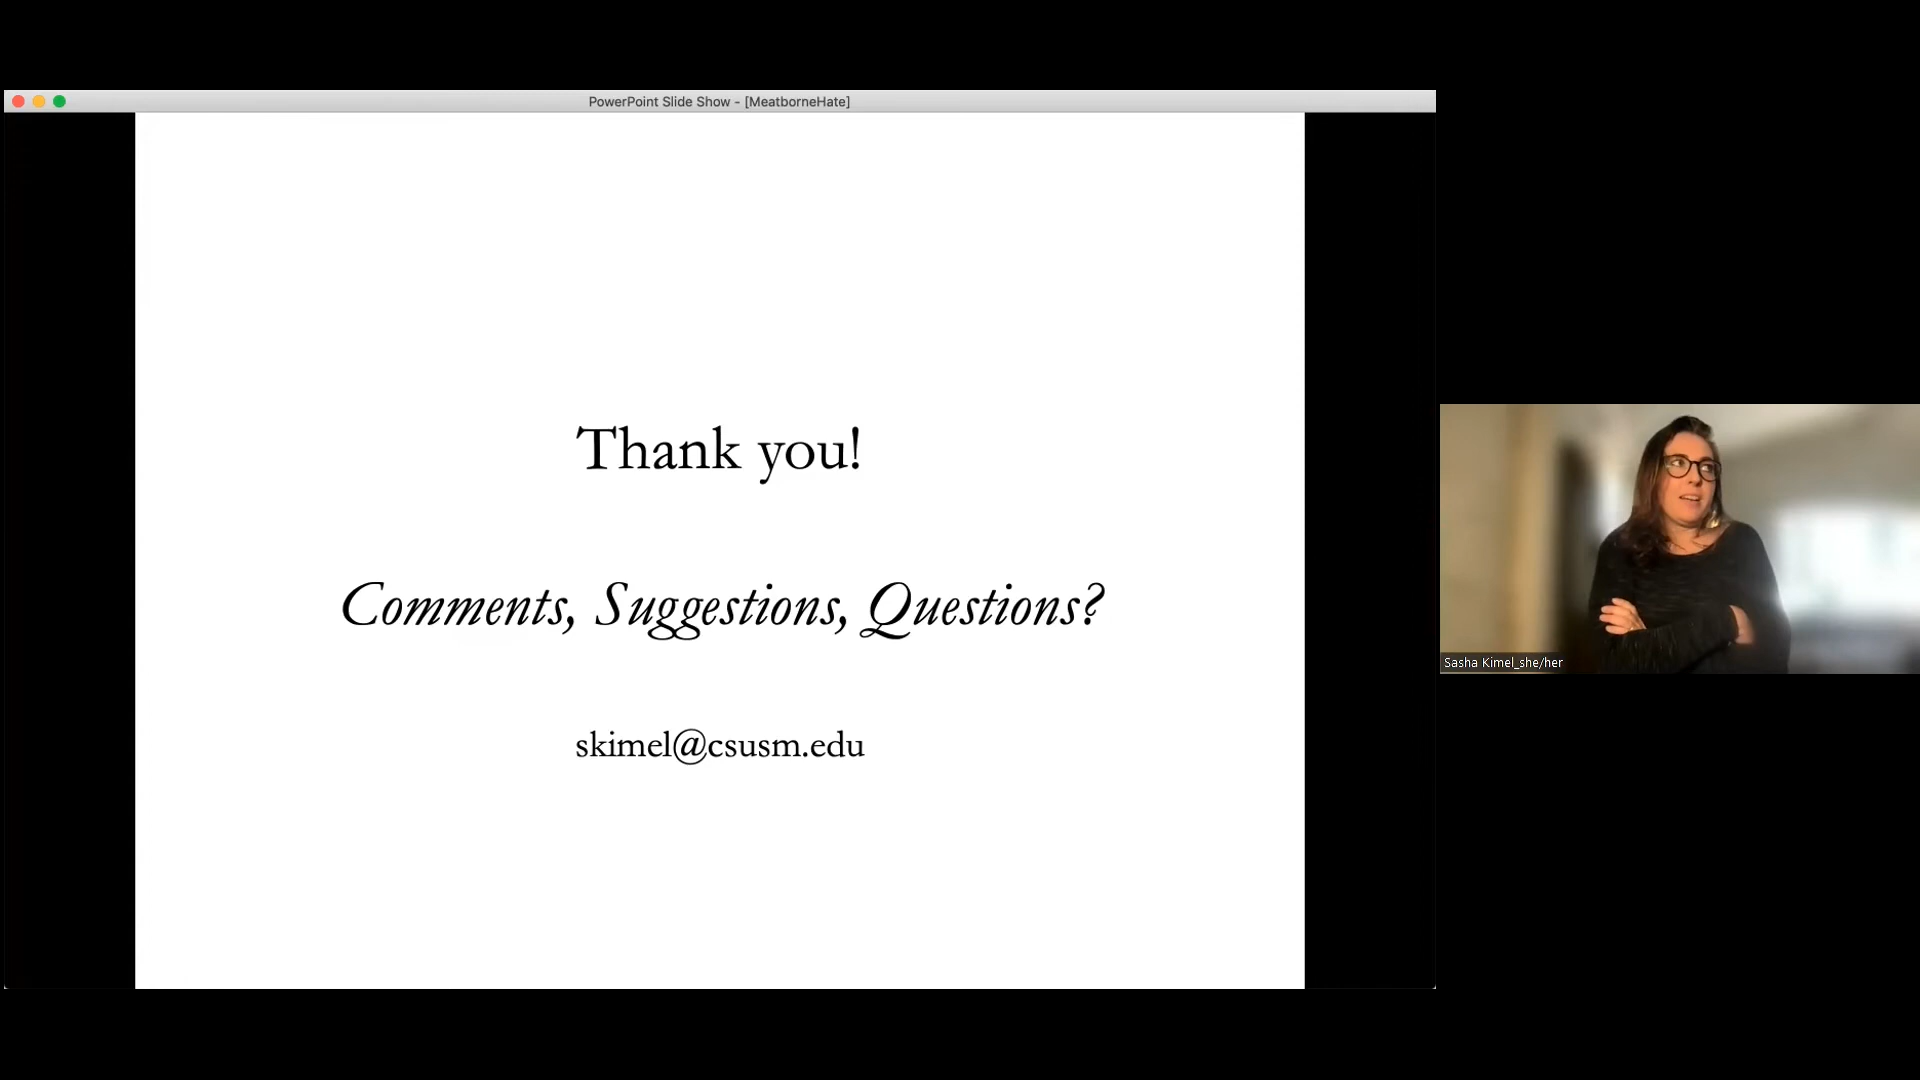 PowerPoint Slide Show - [MeatborneHate]
Thank you!
Comments, Suggestions, Questions?
skimel@csusm.edu
Sasha Kimel_she/her